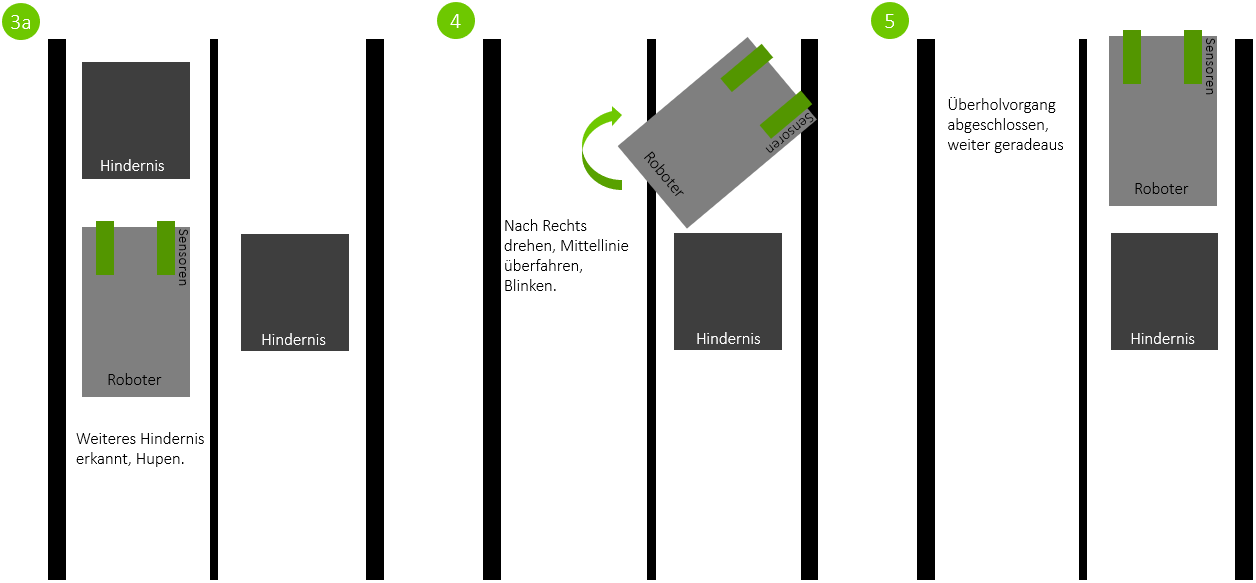 3a
Hindernis
Sensoren
Roboter
Hindernis
Weiteres Hindernis
erkannt, Hupen.
4
Sensoren
Roboter
Nach Rechts
drehen, Mittellinie
überfahren,
Blinken.
Hindernis
5
Sensoren
Überholvorgang
abgeschlossen,
weiter geradeaus
Roboter
Hindernis